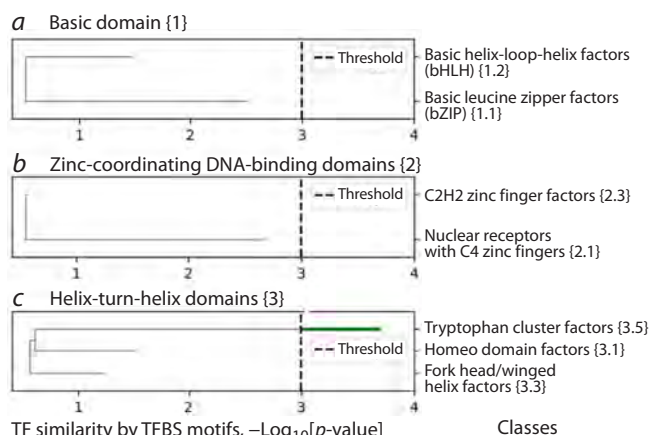 a Basic domain {1}
Threshold
Basic helix-loop-helix factors
(bHLH) {1.2}
Basic leucine zipper factors
(bZIP) {1.1}
1 2 3 4
b Zinc-coordinating DNA-binding domains {2}
Threshold
C2H2 zinc finger factors {2.3}
Nuclear receptors
with C4 zinc fingers {2.1}
1 2 3 4
c Helix-turn-helix domains {3}
Tryptophan cluster factors {3.5}
Threshold
Homeo domain factors {3.1}
Fork head/winged
helix factors {3.3}
1 2 3 4
TF similarity by TFBS motifs, −Log₁₀[p-value]
Classes